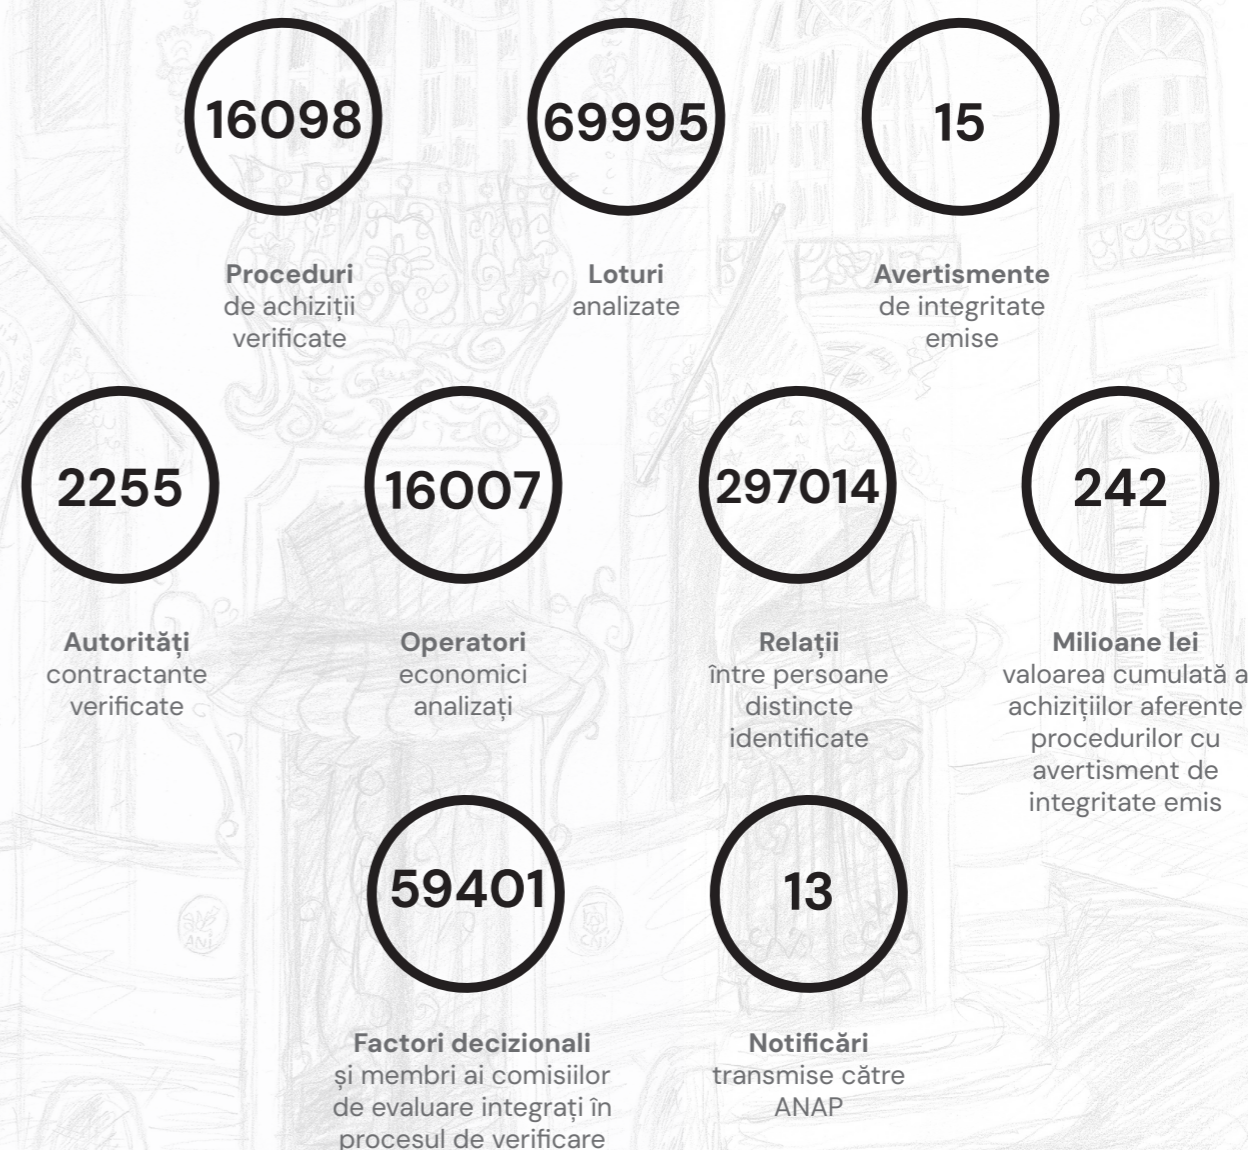 16098
Proceduri
de achiziții
verificate
69995
Loturi
analizate
15
Avertismente
de integritate
emise
2255
Autorități
contractante
verificate
16007
Operatori
economici
analizați
297014
Relații
între persoane
distincte
identificate
242
Milioane lei
valoarea cumulată a
achizițiilor aferente
procedurilor cu
avertisment de
integritate emis
59401
Factori decizionali
și membri ai comisiilor
de evaluare integrați în
procesul de verificare
13
Notificări
transmise către
ANAP
ANI